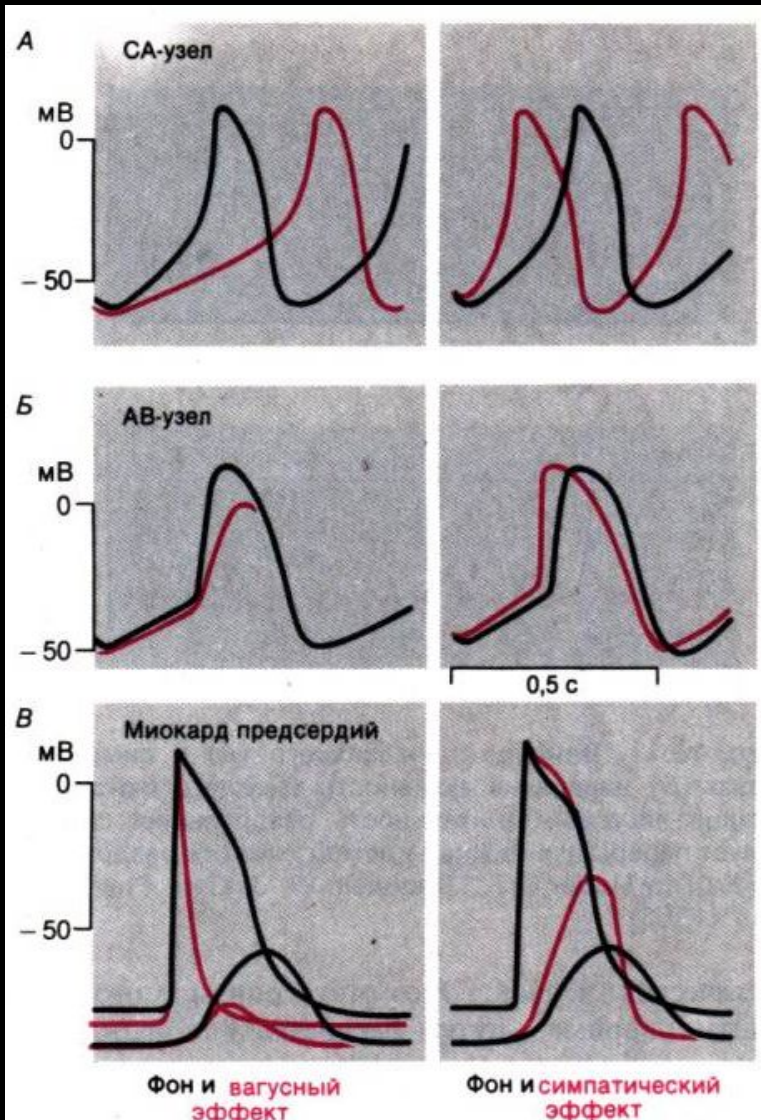 А
СА-узел
мВ
0
– 50
Б
АВ-узел
мВ
0
– 50
0,5 с
В
Миокард предсердий
мВ
0
– 50
Фон и вагусный
эффект
Фон и симпатический
эффект